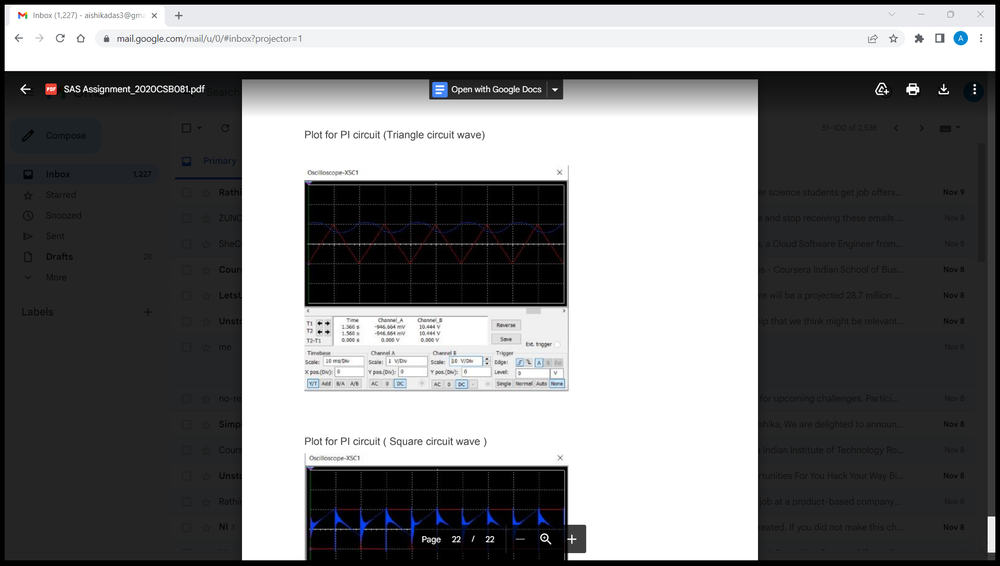 Inbox (1,227) - aishikadas3@gma
mail.google.com/mail/u/0/#inbox?projector=1
A
PDF SAS Assignment_2020CSB081.pdf
Search
Open with Google Docs
Compose
51–100 of 2,538
Primary
Inbox 1,227
Starred
Snoozed
Sent
Drafts 28
More
Labels
Rathi
er science students get job offers... Nov 9
ZUNC
e and stop receiving these emails ... Nov 8
SheC
a, a Cloud Software Engineer from... Nov 8
Cours
ss - Coursera Indian School of Bus... Nov 8
LetsU
re will be a projected 28.7 million ... Nov 8
Unsto
hip that we think might be relevant... Nov 8
me
Nov 8
no-re
for upcoming challenges. Partici... Nov 8
Simpl
shika, We are delighted to announ... Nov 8
Cours
a Indian Institute of Technology Ro... Nov 8
Unsto
rtunities For You Hack Your Way Bi... Nov 8
Rathir
job at a product-based company... Nov 8
NI 3
reated. If you did not make this ch... Nov 8
Plot for PI circuit (Triangle circuit wave)
Oscilloscope-XSC1
Time Channel_A Channel_B
T1 1.560 s -946.664 mV 10.444 V
T2 1.560 s -946.664 mV 10.444 V
T2-T1 0.000 s 0.000 V 0.000 V
Reverse
Save
Ext. trigger
Timebase Channel A Channel B Trigger
Scale: 10 ms/Div Scale: 1 V/Div Scale: 10 V/Div Edge: A B Ext
X pos.(Div): 0 Y pos.(Div): 0 Y pos.(Div): 0 Level: 0 V
Y/T Add B/A A/B AC 0 DC AC 0 DC - Single Normal Auto None
Plot for PI circuit ( Square circuit wave )
Oscilloscope-XSC1
Page 22 / 22